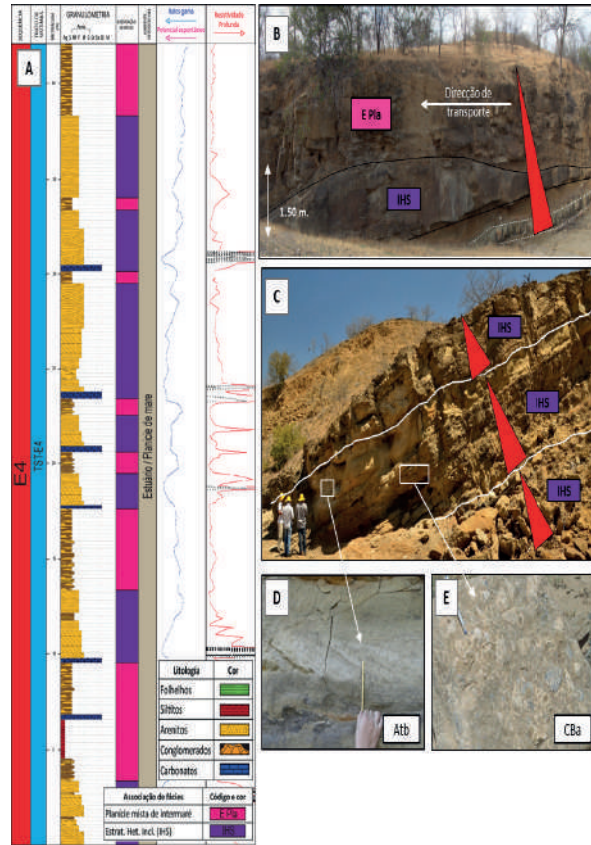 A
SEQUÊNCIA
GRANULOMETRIA
E4
TST-E4
Estuário / Planície de maré
Raios gama
Potencial espontâneo
Resistividade
Profunda
Litologia Cor
Folhelhos
Siltitos
Arenitos
Conglomerados
Carbonatos
Associação de fácies Código e cor
Planície mista de intermaré E Pla
Estrat. Het. Incl. (IHS) IHS
B
E Pla
Direcção de
transporte
IHS
1.50 m.
C
IHS
IHS
IHS
D
Atb
E
CBa